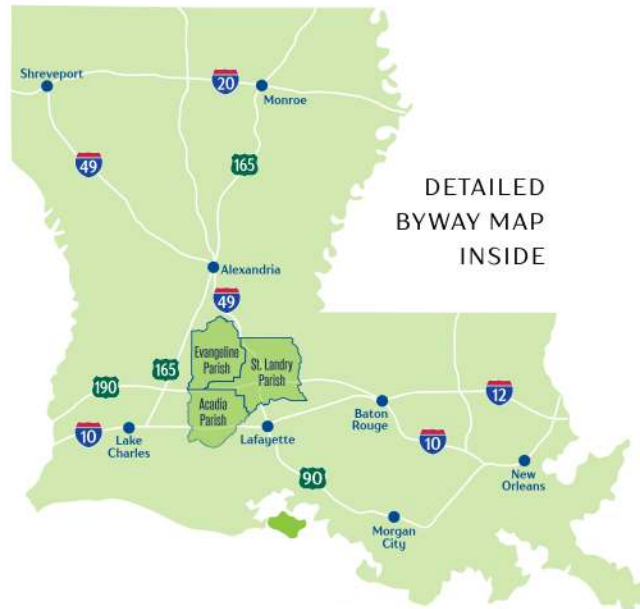 Shreveport
20
Monroe
49
165
DETAILED
BYWAY MAP
INSIDE
Alexandria
49
Evangeline
Parish
St. Landry
Parish
165
190
Acadia
Parish
12
Baton
Rouge
10
Lake
Charles
Lafayette
10
New
Orleans
90
Morgan
City